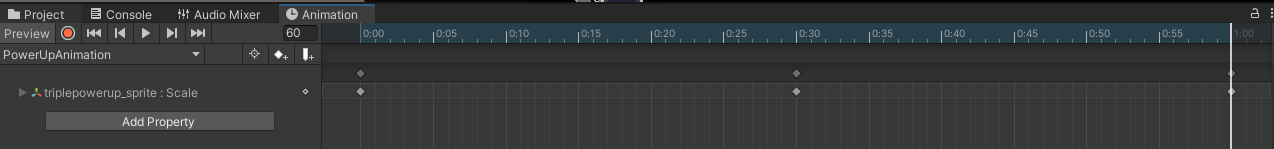 Project Console Audio Mixer Animation
Preview 60 0:00 0:05 0:10 0:15 0:20 0:25 0:30 0:35 0:40 0:45 0:50 0:55 1:00
PowerUpAnimation
triplepowerup_sprite : Scale
Add Property